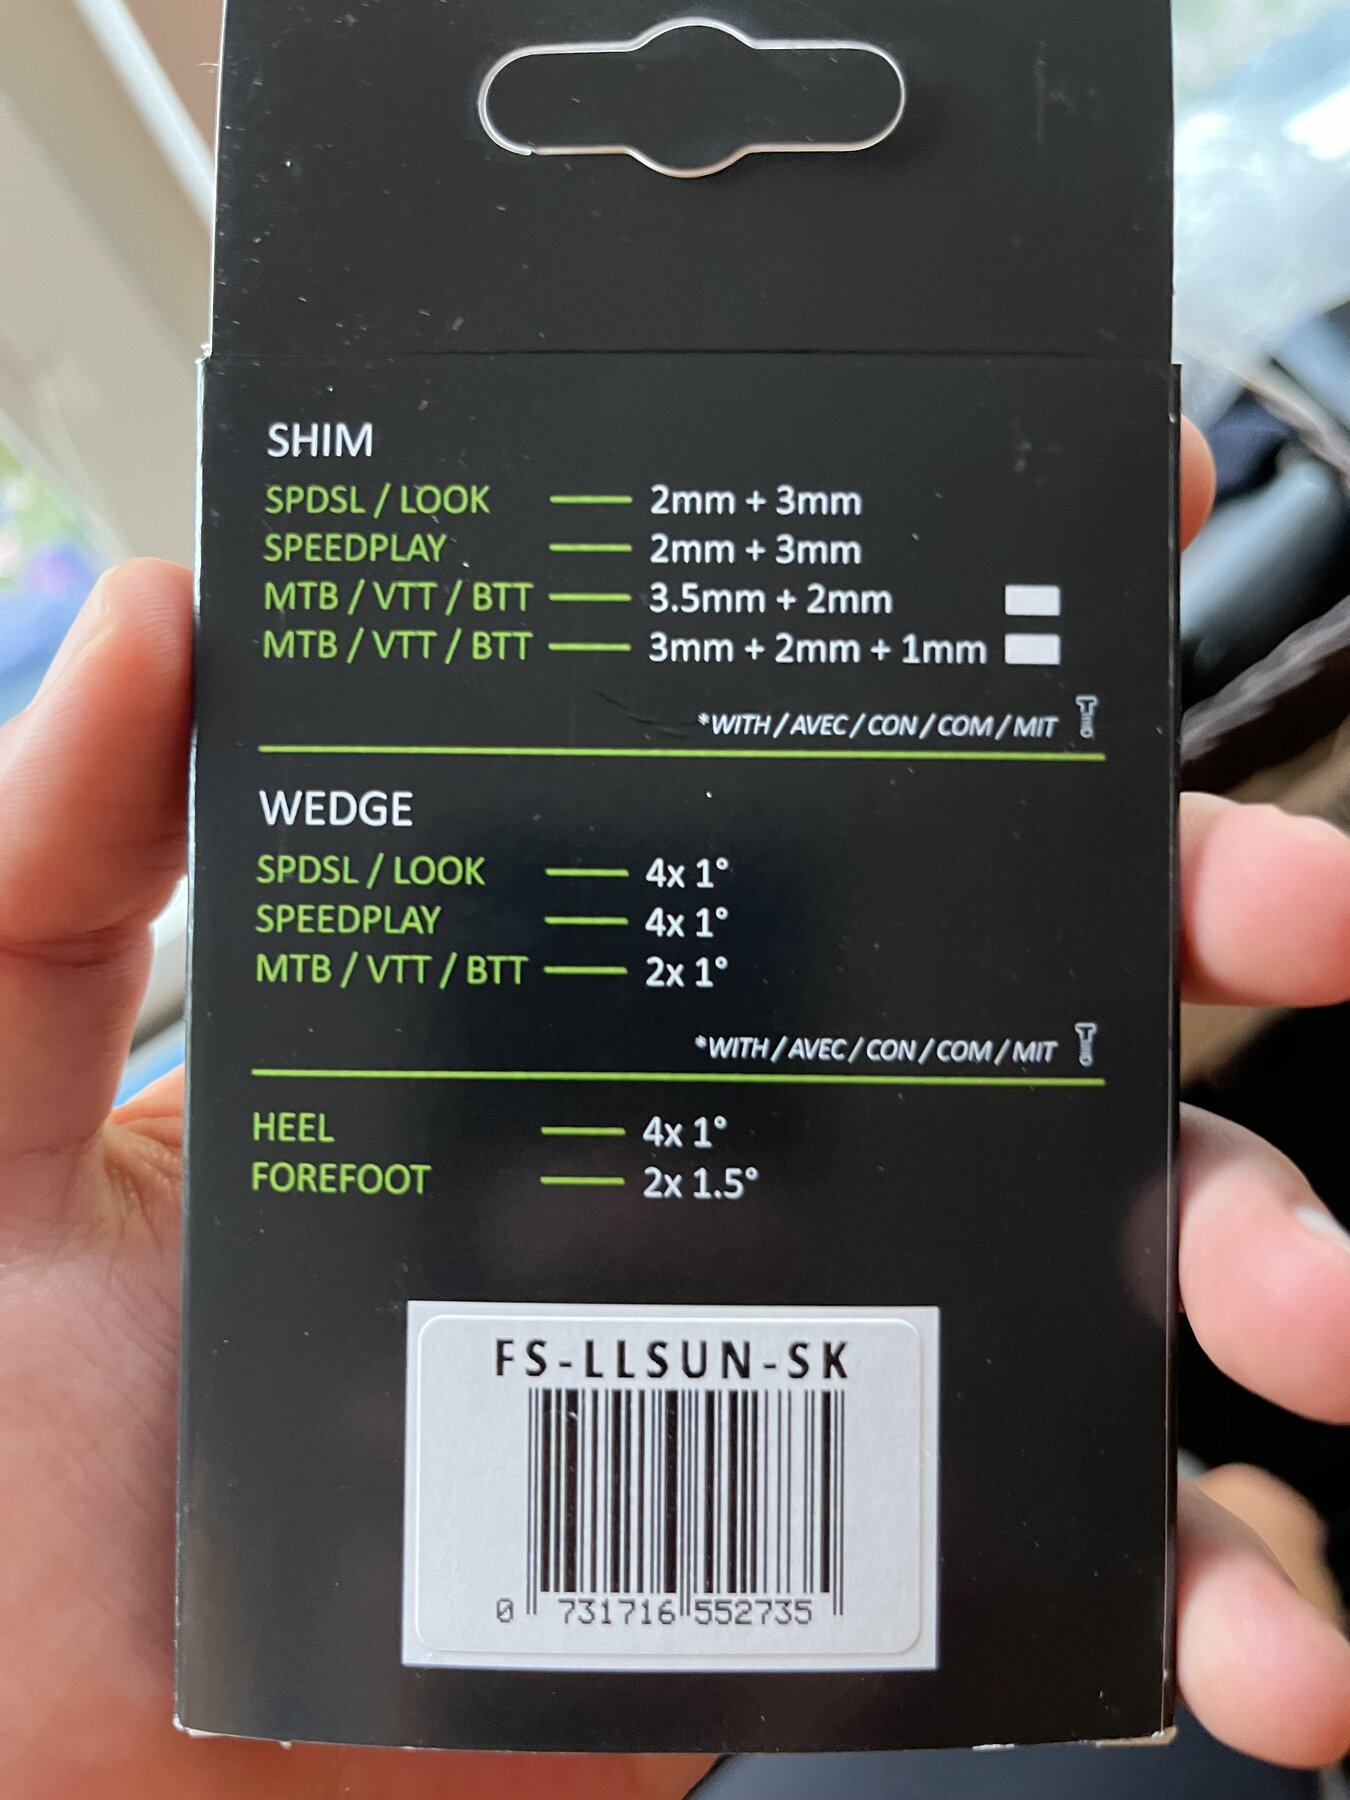 SHIM
SPDSL / LOOK 2mm + 3mm
SPEEDPLAY 2mm + 3mm
MTB / VTT / BTT 3.5mm + 2mm
MTB / VTT / BTT 3mm + 2mm + 1mm
*WITH / AVEC / CON / COM / MIT
WEDGE
SPDSL / LOOK 4x 1°
SPEEDPLAY 4x 1°
MTB / VTT / BTT 2x 1°
*WITH / AVEC / CON / COM / MIT
HEEL 4x 1°
FOREFOOT 2x 1.5°
FS-LLSUN-SK
0 731716 552735